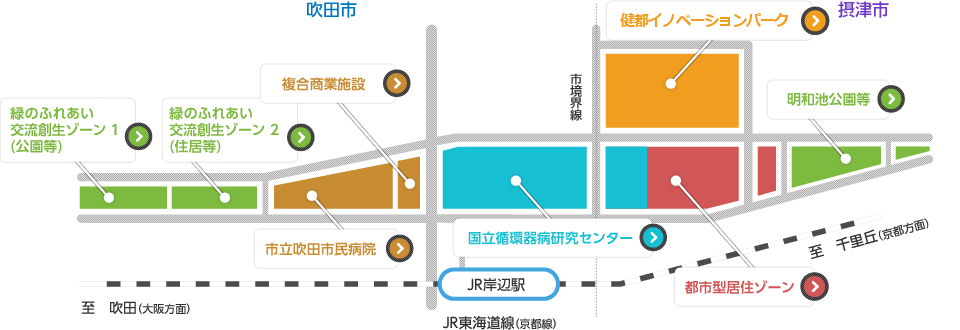 吹田市
摂津市
健都イノベーションパーク
複合商業施設
市境界線
明和池公園等
緑のふれあい
交流創生ゾーン 1
(公園等)
緑のふれあい
交流創生ゾーン 2
(住居等)
市立吹田市民病院
国立循環器病研究センター
至 千里丘(京都方面)
都市型居住ゾーン
JR岸辺駅
至 吹田(大阪方面)
JR東海道線(京都線)